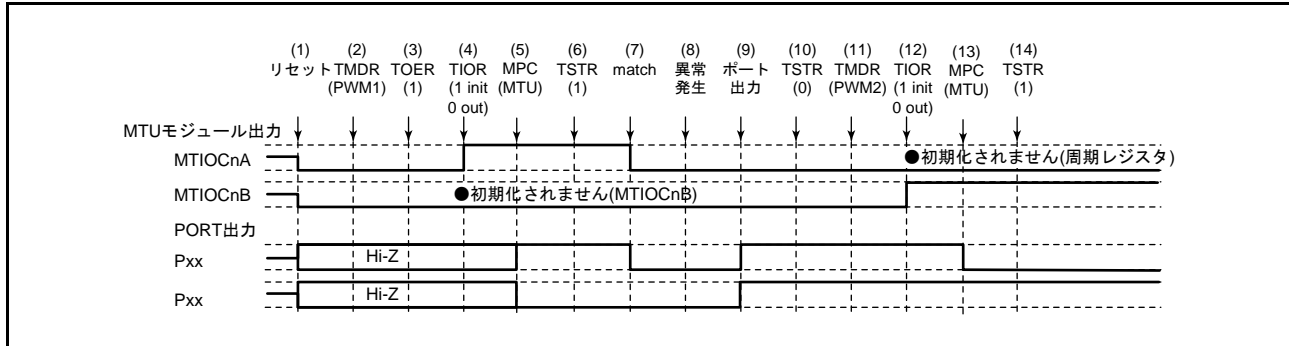 (1) (2) (3) (4) (5) (6) (7) (8) (9) (10) (11) (12) (13) (14)
リセット TMDR TOER TIOR MPC TSTR match 異常 ポート TSTR TMDR TIOR MPC TSTR
(PWM1) (1) (1 init (MTU) (1) 発生 出力 (0) (PWM2) (1 init (MTU) (1)
0 out) 0 out)
MTUモジュール出力
MTIOCnA ●初期化されません(周期レジスタ)
MTIOCnB ●初期化されません(MTIOCnB)
PORT出力
Pxx Hi-Z
Pxx Hi-Z